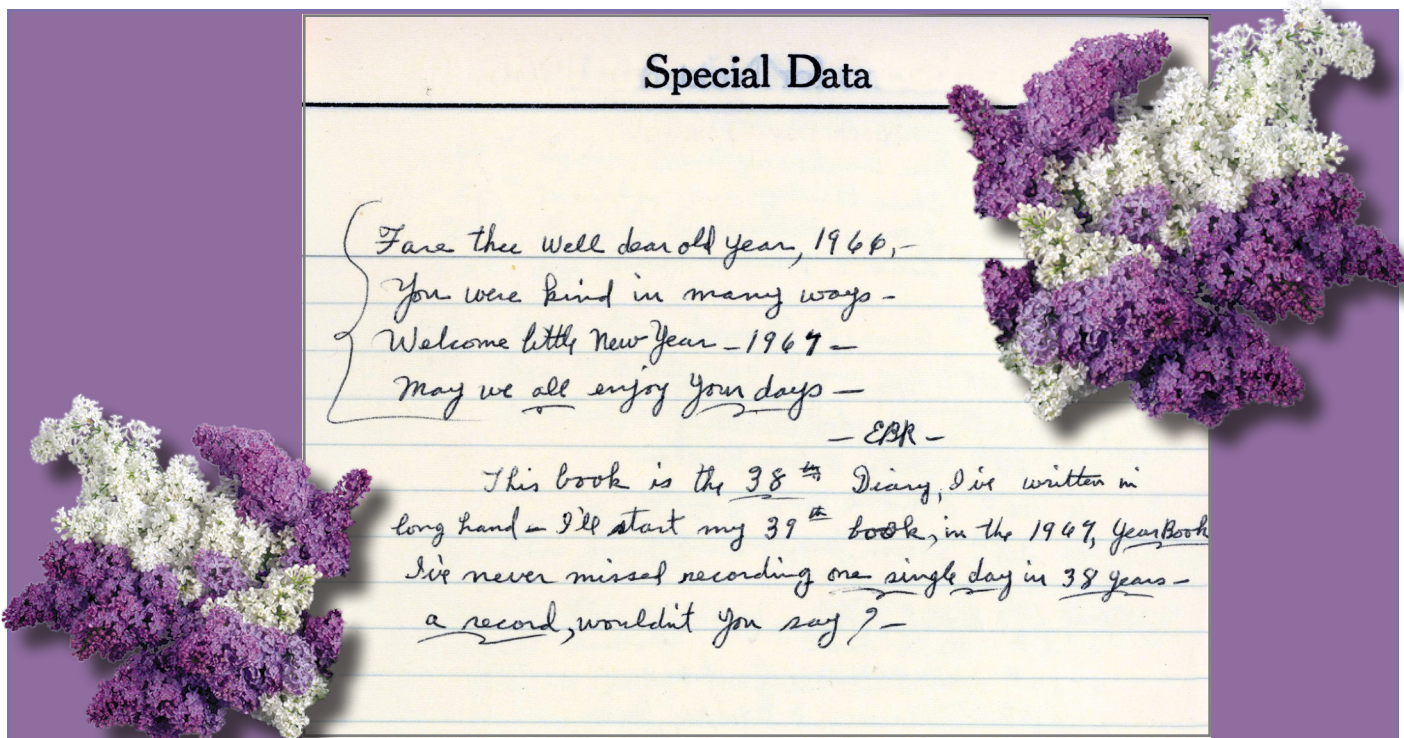 Special Data
Fare thee well dear old year, 1966,-
You were kind in many ways -
Welcome little New Year - 1967 -
May we all enjoy your days -
- EBR -
This book is the 38th Diary, I've written in
long hand - I'll start my 39th book, in the 1967, Year Book
I've never missed recording one single day in 38 years -
a record, wouldn't you say? -